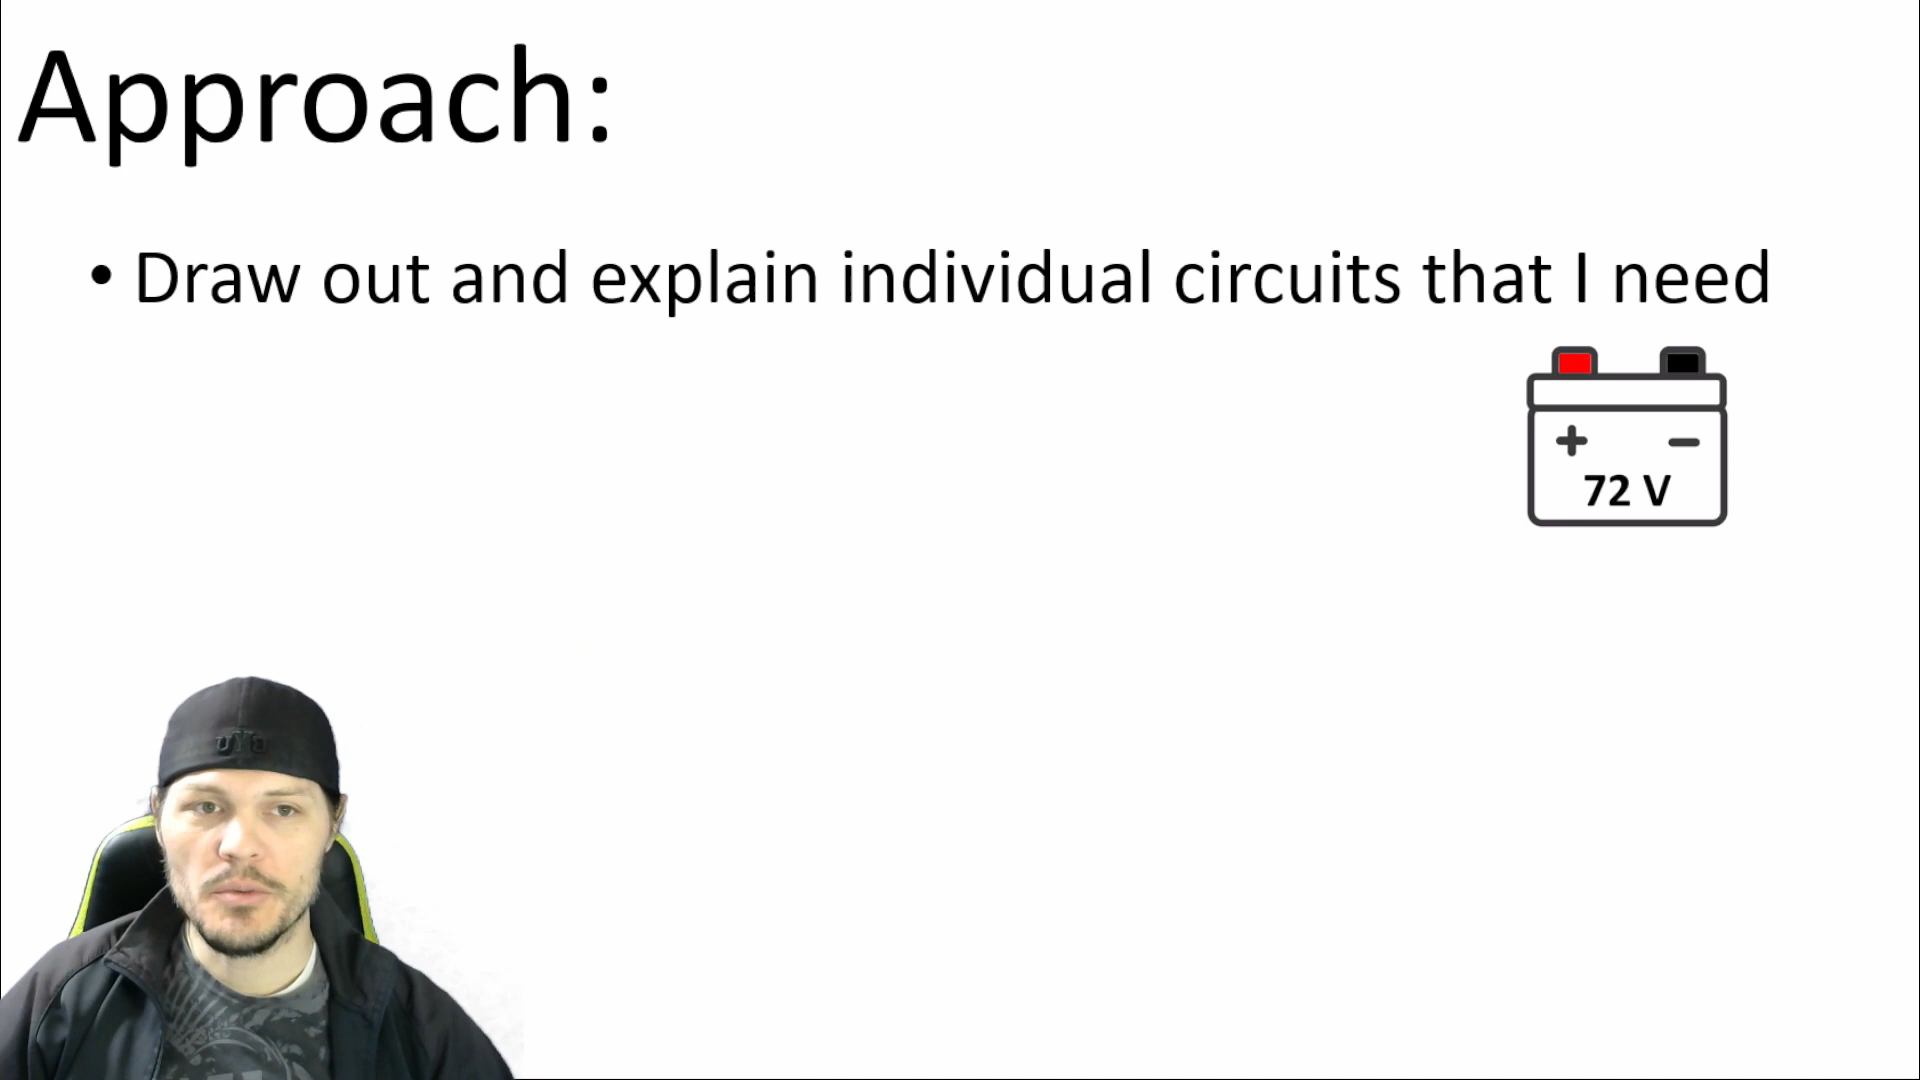 Approach:
• Draw out and explain individual circuits that I need
+ −
72 V